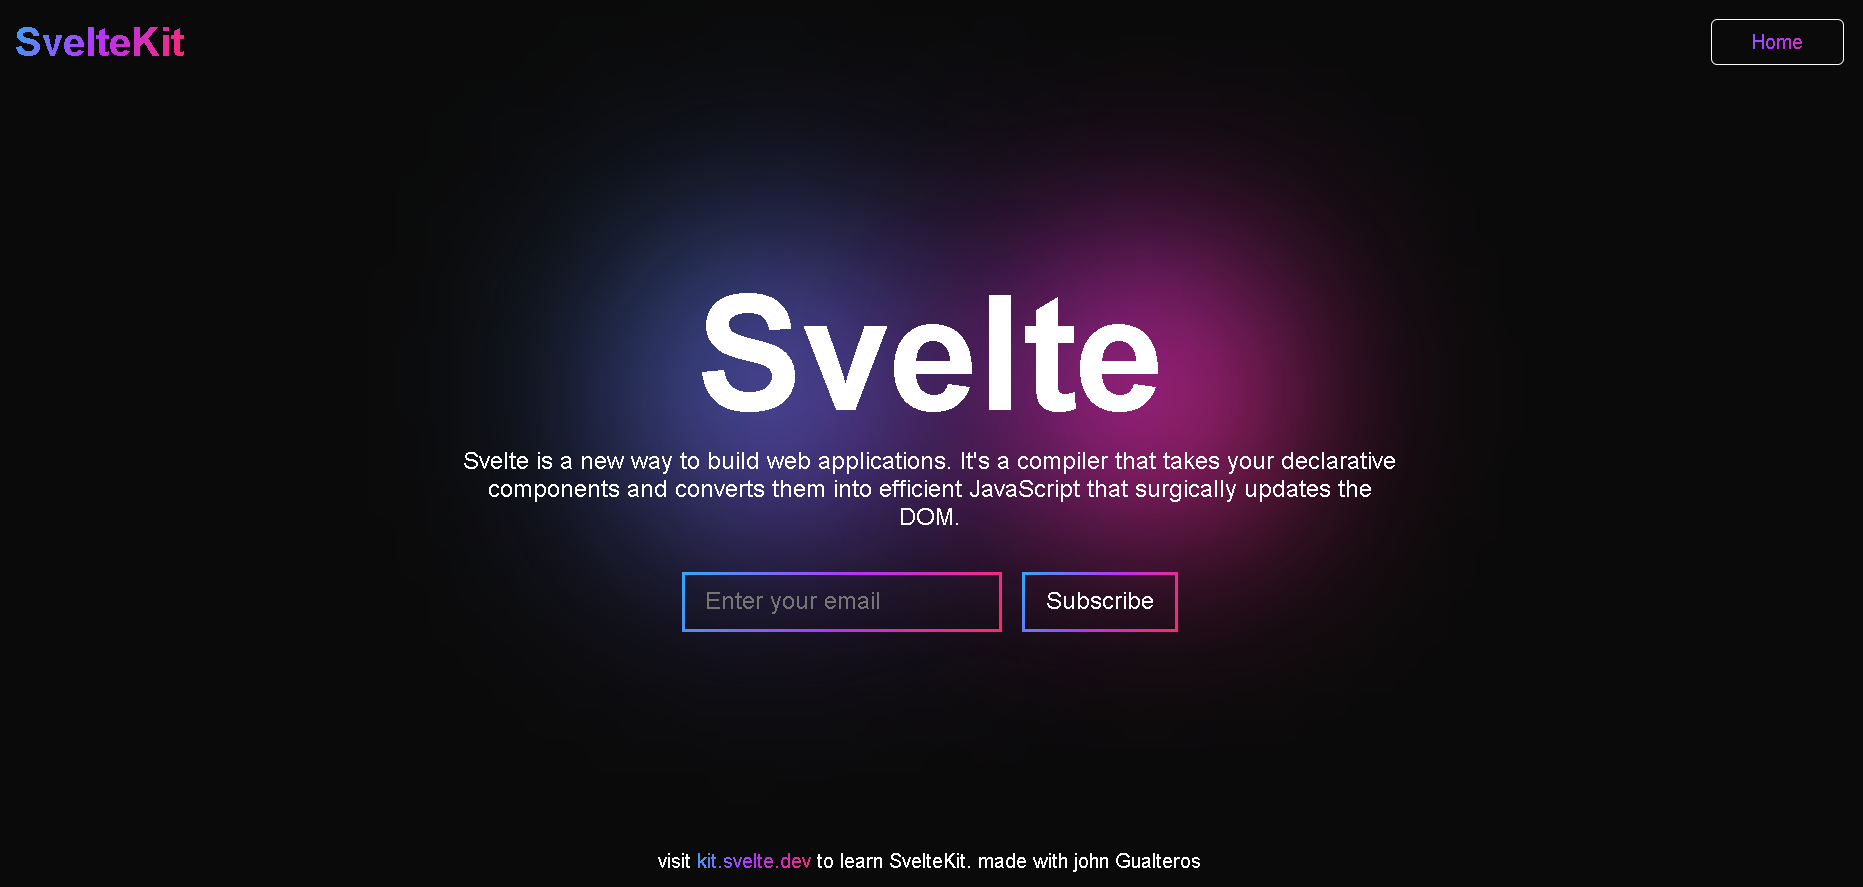 SvelteKit
Home
Svelte
Svelte is a new way to build web applications. It's a compiler that takes your declarative
components and converts them into efficient JavaScript that surgically updates the
DOM.
Enter your email
Subscribe
visit kit.svelte.dev to learn SvelteKit. made with john Gualteros